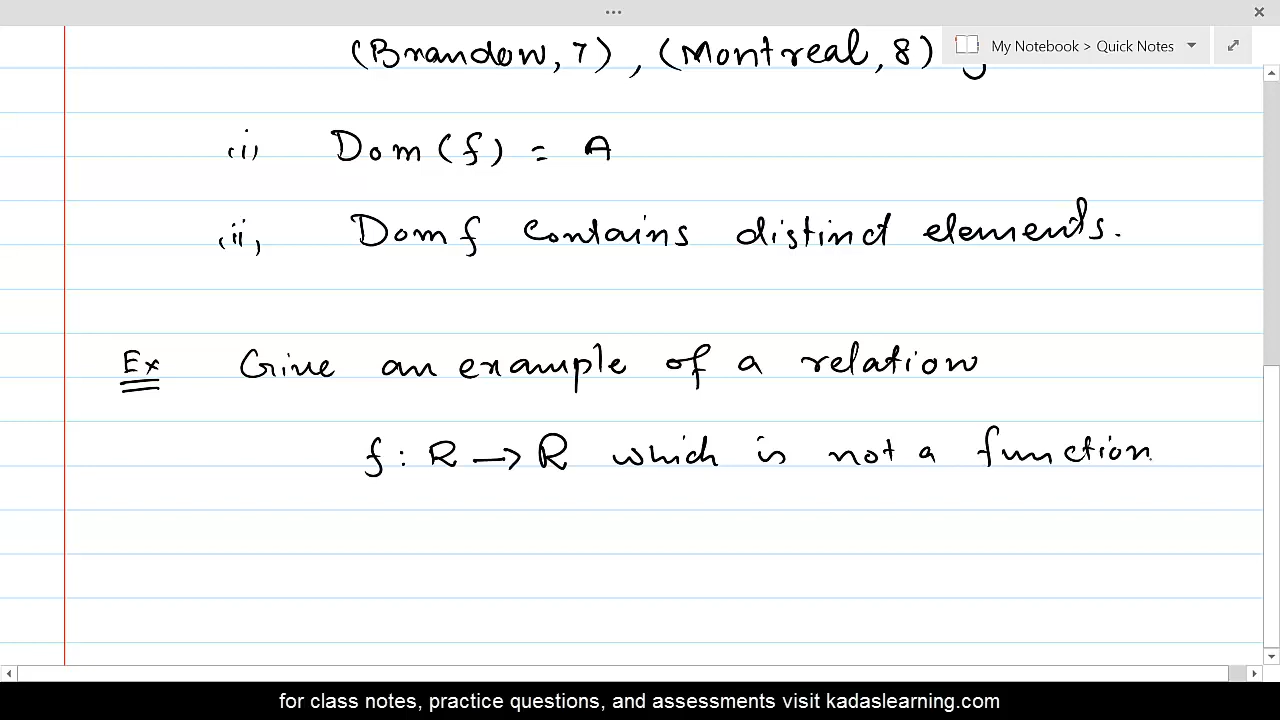 My Notebook > Quick Notes
(Brandon, 7), (Montreal, 8) }
(i) Dom (f) = A
(ii) Dom f contains distinct elements.
Ex Give an example of a relation
f : R → R which is not a function.
for class notes, practice questions, and assessments visit kadaslearning.com